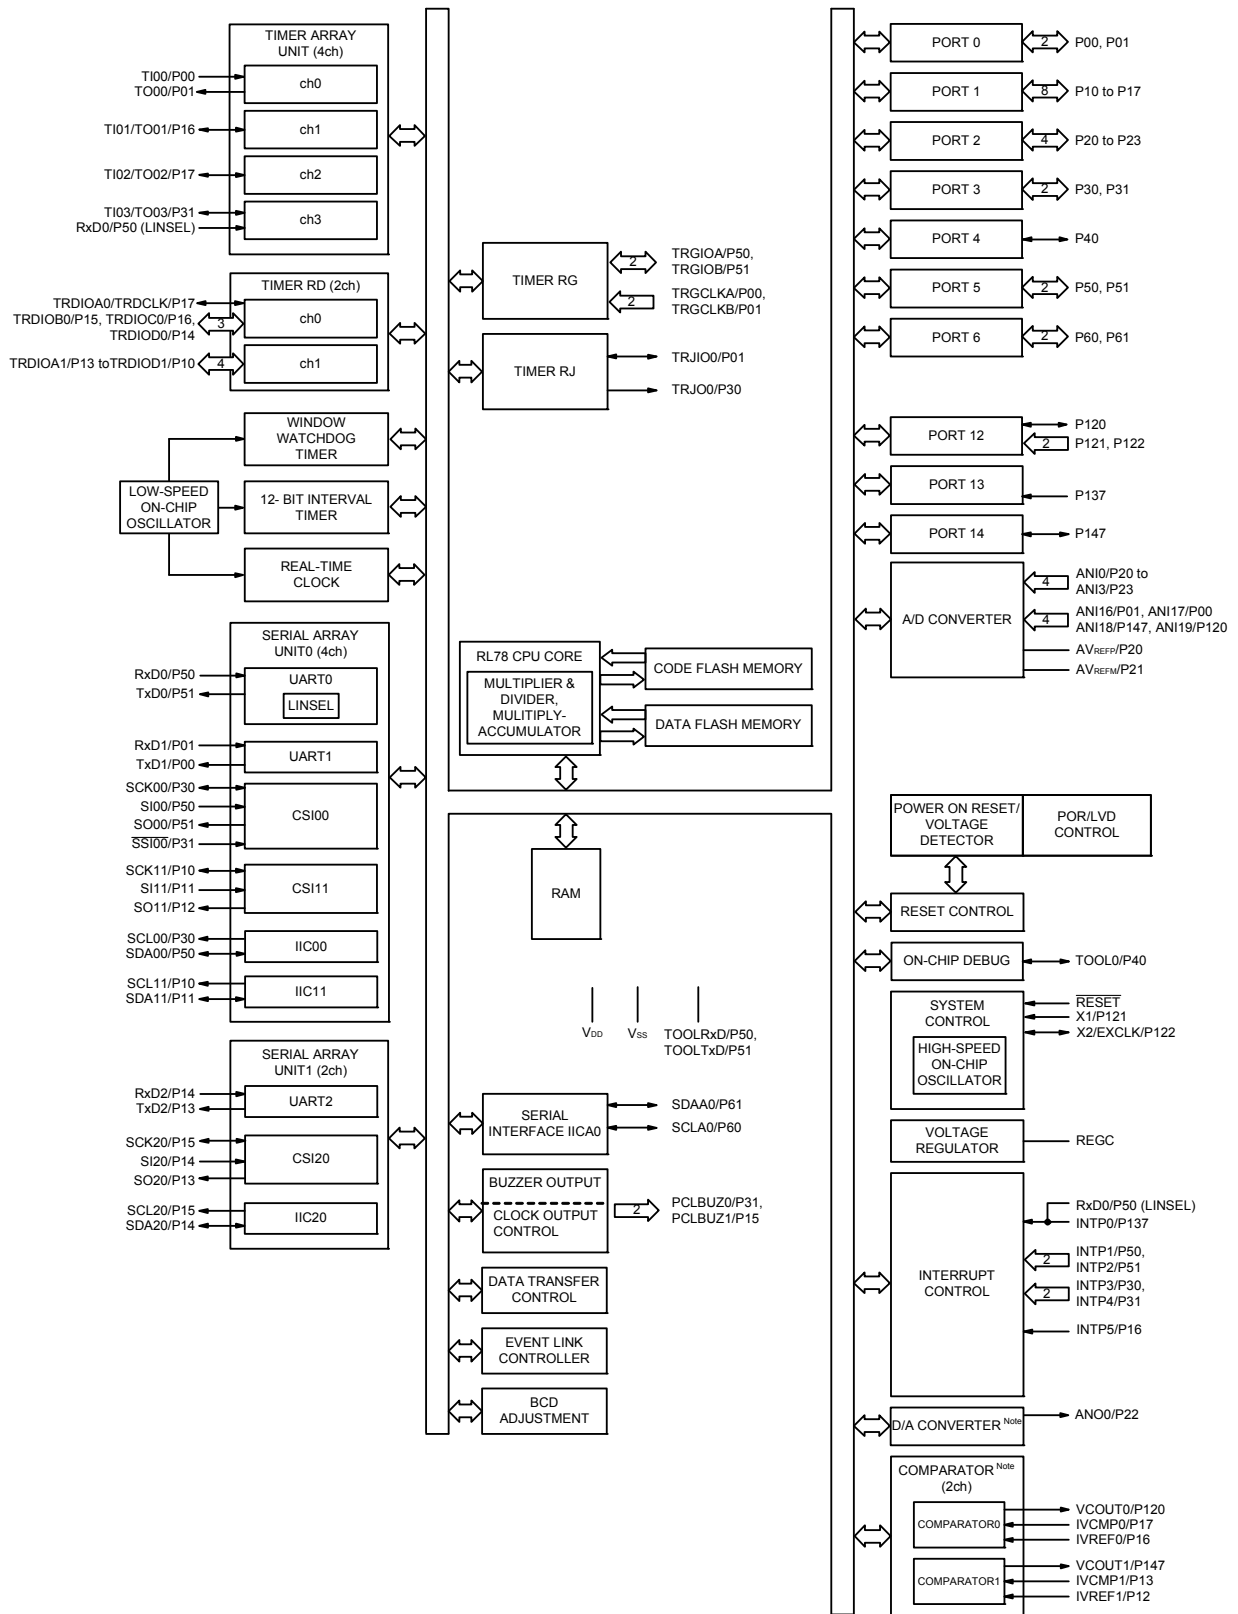 TIMER ARRAY
UNIT (4ch)
TI00/P00
TO00/P01
ch0
TI01/TO01/P16
ch1
TI02/TO02/P17
ch2
TI03/TO03/P31
RxD0/P50 (LINSEL)
ch3
TIMER RD (2ch)
TRDIOA0/TRDCLK/P17
TRDIOB0/P15, TRDIOC0/P16,
TRDIOD0/P14
3
ch0
TRDIOA1/P13 toTRDIOD1/P10
4
ch1
WINDOW
WATCHDOG
TIMER
LOW-SPEED
ON-CHIP
OSCILLATOR
12- BIT INTERVAL
TIMER
REAL-TIME
CLOCK
SERIAL ARRAY
UNIT0 (4ch)
RxD0/P50
TxD0/P51
UART0
LINSEL
RxD1/P01
TxD1/P00
UART1
SCK00/P30
SI00/P50
SO00/P51
SSI00/P31
CSI00
SCK11/P10
SI11/P11
SO11/P12
CSI11
SCL00/P30
SDA00/P50
IIC00
SCL11/P10
SDA11/P11
IIC11
SERIAL ARRAY
UNIT1 (2ch)
RxD2/P14
TxD2/P13
UART2
SCK20/P15
SI20/P14
SO20/P13
CSI20
SCL20/P15
SDA20/P14
IIC20
TIMER RG
2
TRGIOA/P50,
TRGIOB/P51
2
TRGCLKA/P00,
TRGCLKB/P01
TIMER RJ
TRJIO0/P01
TRJO0/P30
RL78 CPU CORE
MULTIPLIER &
DIVIDER,
MULITIPLY-
ACCUMULATOR
CODE FLASH MEMORY
DATA FLASH MEMORY
RAM
VDD
VSS
TOOLRxD/P50,
TOOLTxD/P51
SERIAL
INTERFACE IICA0
SDAA0/P61
SCLA0/P60
BUZZER OUTPUT
CLOCK OUTPUT
CONTROL
2
PCLBUZ0/P31,
PCLBUZ1/P15
DATA TRANSFER
CONTROL
EVENT LINK
CONTROLLER
BCD
ADJUSTMENT
PORT 0
2
P00, P01
PORT 1
8
P10 to P17
PORT 2
4
P20 to P23
PORT 3
2
P30, P31
PORT 4
P40
PORT 5
2
P50, P51
PORT 6
2
P60, P61
PORT 12
P120
2
P121, P122
PORT 13
P137
PORT 14
P147
A/D CONVERTER
4
ANI0/P20 to
ANI3/P23
4
ANI16/P01, ANI17/P00
ANI18/P147, ANI19/P120
AVREFP/P20
AVREFM/P21
POWER ON RESET/
VOLTAGE
DETECTOR
POR/LVD
CONTROL
RESET CONTROL
ON-CHIP DEBUG
TOOL0/P40
SYSTEM
CONTROL
HIGH-SPEED
ON-CHIP
OSCILLATOR
RESET
X1/P121
X2/EXCLK/P122
VOLTAGE
REGULATOR
REGC
INTERRUPT
CONTROL
RxD0/P50 (LINSEL)
INTP0/P137
2
INTP1/P50,
INTP2/P51
2
INTP3/P30,
INTP4/P31
INTP5/P16
D/A CONVERTER Note
ANO0/P22
COMPARATOR Note
(2ch)
COMPARATOR0
VCOUT0/P120
IVCMP0/P17
IVREF0/P16
COMPARATOR1
VCOUT1/P147
IVCMP1/P13
IVREF1/P12